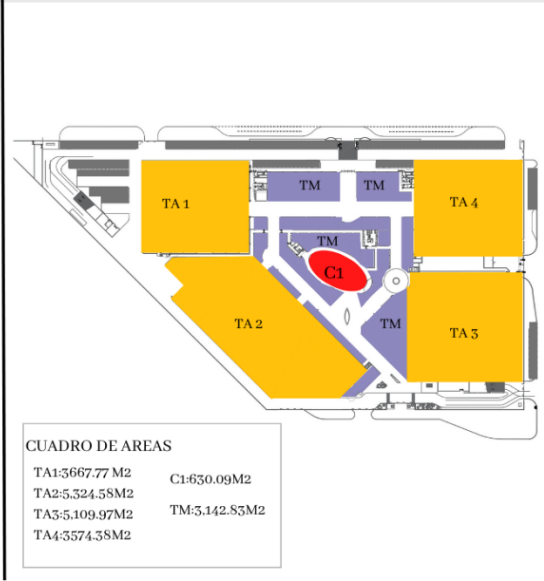 TM
TM
TA 1
TA 4
TM
C1
TA 2
TM
TA 3
CUADRO DE AREAS
TA1:3667.77 M2
C1:630.09M2
TA2:5,324.58M2
TA3:5,109.97M2
TM:3,142.83M2
TA4:3574.38M2